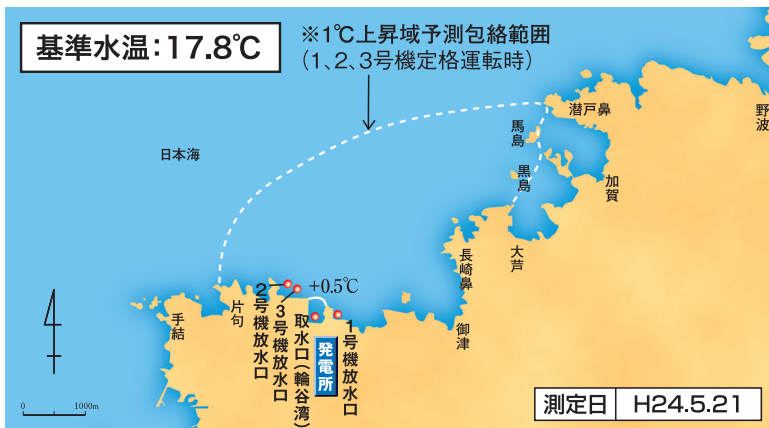 基準水温:17.8℃
※1℃上昇域予測包絡範囲
(1、2、3号機定格運転時)
潜戸鼻
野波
馬島
日本海
黒島
加賀
大芦
長崎鼻
+0.5℃
2号機放水口
3号機放水口
取水口(輪谷湾)
発電所
1号機放水口
片句
手結
御津
0 1000m
測定日 H24.5.21